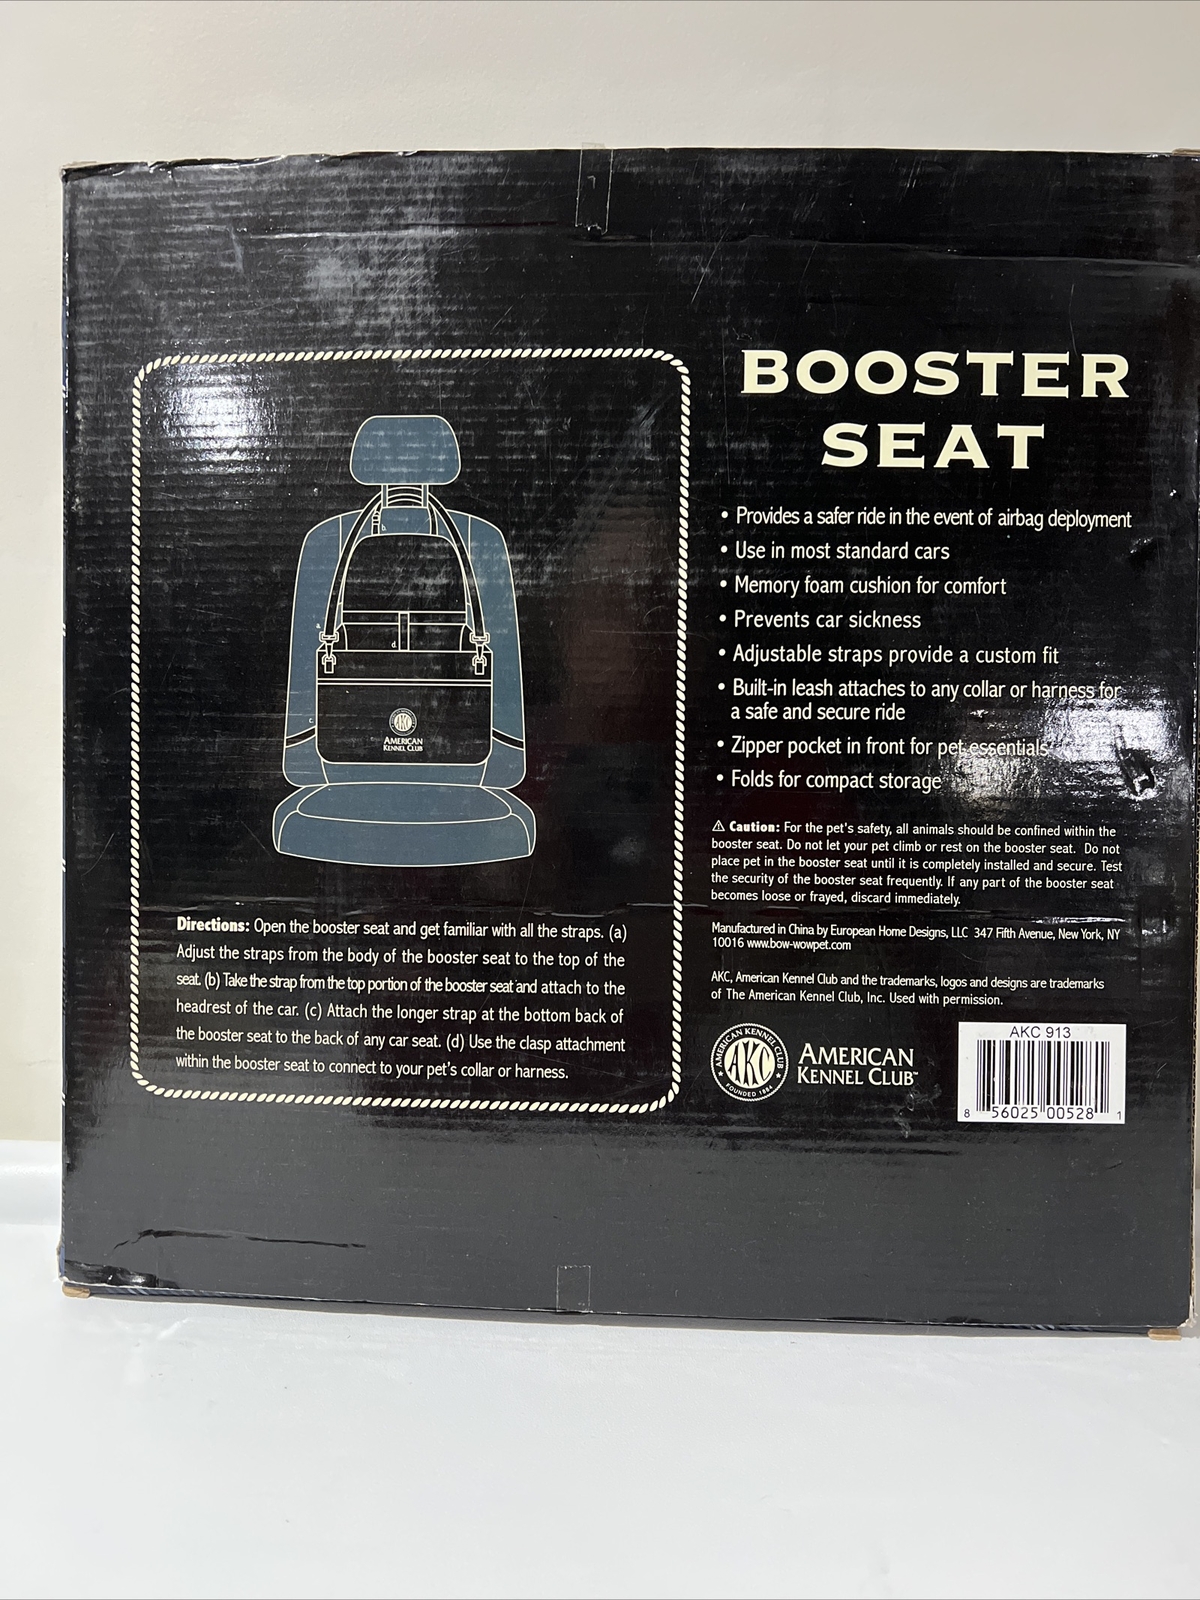 BOOSTER
SEAT
• Provides a safer ride in the event of airbag deployment
• Use in most standard cars
• Memory foam cushion for comfort
• Prevents car sickness
• Adjustable straps provide a custom fit
• Built-in leash attaches to any collar or harness for
a safe and secure ride
• Zipper pocket in front for pet essentials
• Folds for compact storage
⚠ Caution: For the pet's safety, all animals should be confined within the
booster seat. Do not let your pet climb or rest on the booster seat. Do not
place pet in the booster seat until it is completely installed and secure. Test
the security of the booster seat frequently. If any part of the booster seat
becomes loose or frayed, discard immediately.
Manufactured in China by European Home Designs, LLC 347 Fifth Avenue, New York, NY
10016 www.bow-wowpet.com
AKC, American Kennel Club and the trademarks, logos and designs are trademarks
of The American Kennel Club, Inc. Used with permission.
AMERICAN KENNEL CLUB
AKC
FOUNDED 1884
AMERICAN
KENNEL CLUB™
AKC 913
8 56025 00528 1
b.
a.
d.
c.
AKC
AMERICAN
KENNEL CLUB
Directions: Open the booster seat and get familiar with all the straps. (a)
Adjust the straps from the body of the booster seat to the top of the
seat. (b) Take the strap from the top portion of the booster seat and attach to the
headrest of the car. (c) Attach the longer strap at the bottom back of
the booster seat to the back of any car seat. (d) Use the clasp attachment
within the booster seat to connect to your pet's collar or harness.